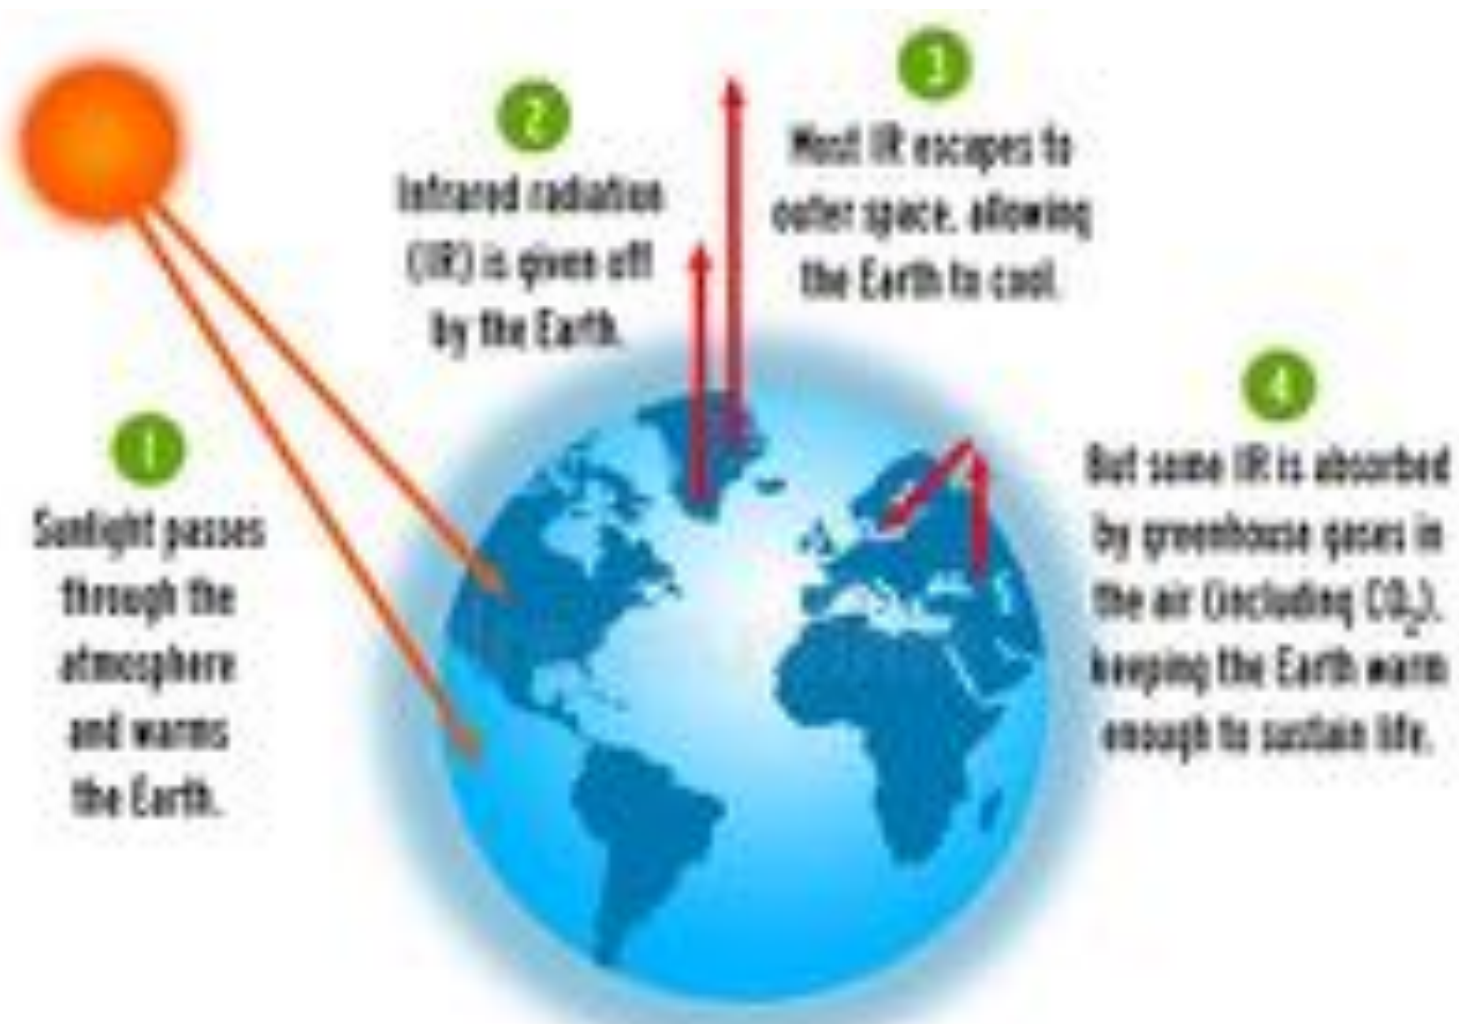 1
Sunlight passes
through the
atmosphere
and warms
the Earth.
2
Infrared radiation
(IR) is given off
by the Earth.
3
Most IR escapes to
outer space, allowing
the Earth to cool.
4
But some IR is absorbed
by greenhouse gases in
the air (including CO₂),
keeping the Earth warm
enough to sustain life.